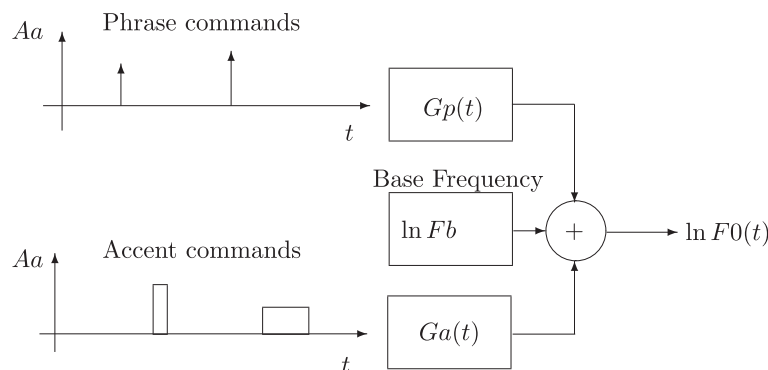 Phrase commands
Aa
t
Gp(t)
Base Frequency
ln Fb
+
ln F0(t)
Accent commands
Aa
t
Ga(t)